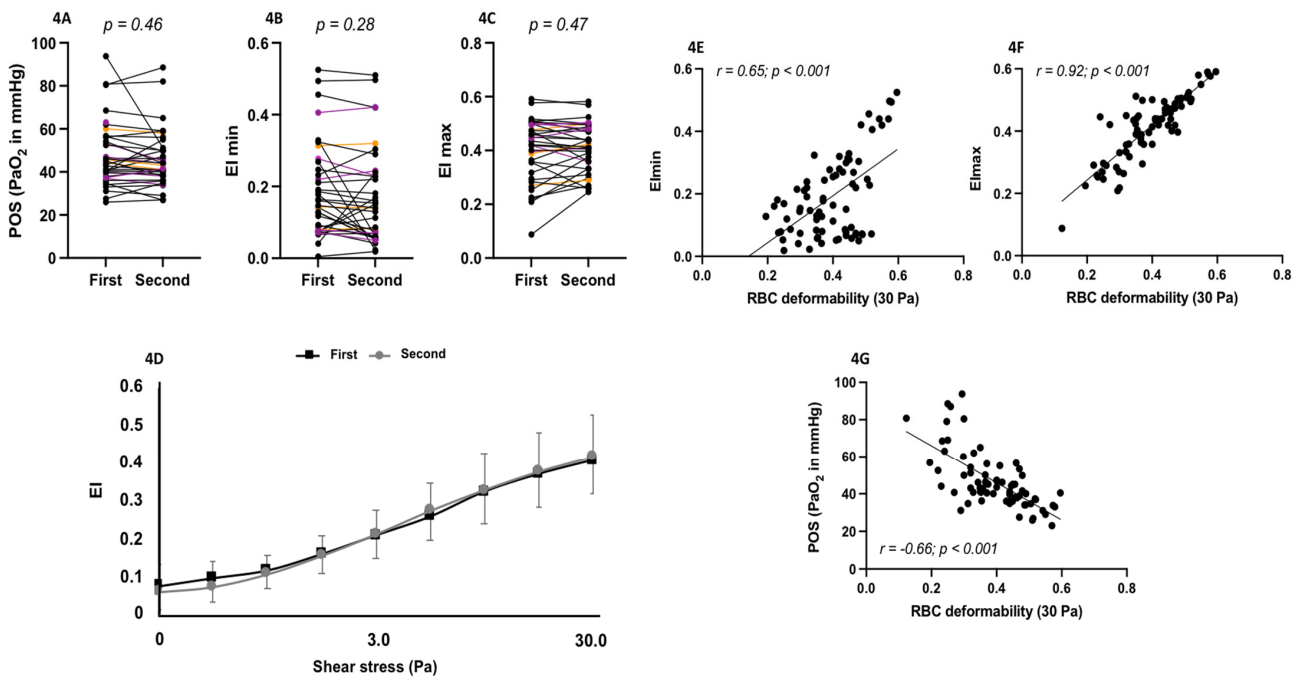 4A
p = 0.46
POS (PaO2 in mmHg)
100
80
60
40
20
0
First Second
4B
p = 0.28
EI min
0.6
0.4
0.2
0.0
First Second
4C
p = 0.47
EI max
0.8
0.6
0.4
0.2
0.0
First Second
4E
r = 0.65; p < 0.001
EImin
0.6
0.4
0.2
0.0
0.0 0.2 0.4 0.6 0.8
RBC deformability (30 Pa)
4F
r = 0.92; p < 0.001
EImax
0.6
0.4
0.2
0.0
0.0 0.2 0.4 0.6 0.8
RBC deformability (30 Pa)
4D
First Second
EI
0.6
0.5
0.4
0.3
0.2
0.1
0
0 3.0 30.0
Shear stress (Pa)
4G
POS (PaO2 in mmHg)
100
80
60
40
20
0
r = -0.66; p < 0.001
0.0 0.2 0.4 0.6 0.8
RBC deformability (30 Pa)